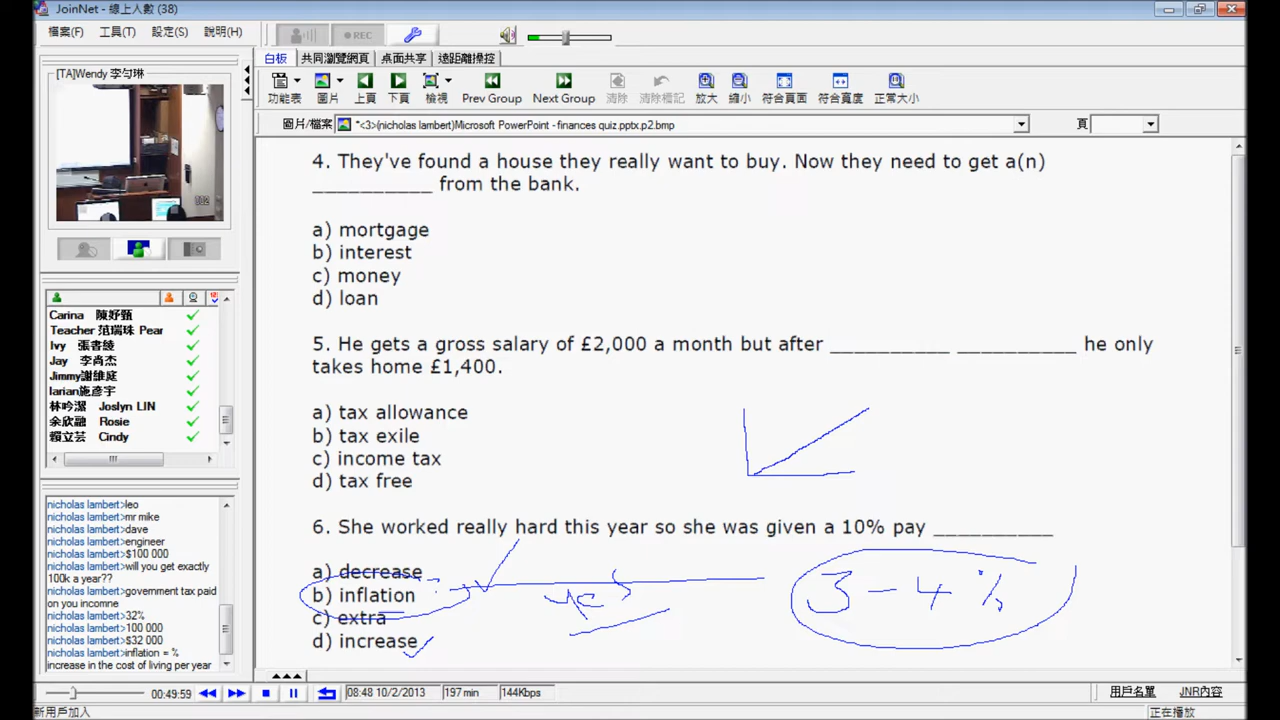 JoinNet - 線上人數 (38)
檔案(F) 工具(T) 設定(S) 說明(H)
REC
[TA]Wendy 李勻琳
白板 共同瀏覽網頁 桌面共享 遠距離操控
功能表 圖片 上頁 下頁 檢視 Prev Group Next Group 清除 清除標記 放大 縮小 符合頁面 符合寬度 正常大小
圖片/檔案 *<3>(nicholas lambert)Microsoft PowerPoint - finances quiz.pptx.p2.bmp 頁
4. They've found a house they really want to buy. Now they need to get a(n)
__________ from the bank.
a) mortgage
b) interest
c) money
d) loan
5. He gets a gross salary of £2,000 a month but after __________ __________ he only
takes home £1,400.
a) tax allowance
b) tax exile
c) income tax
d) tax free
6. She worked really hard this year so she was given a 10% pay __________
a) decrease
b) inflation
c) extra
d) increase
3 - 4 %
Carina 陳妤甄
Teacher 范瑞珠 Pear
Ivy 張書綾
Jay 李尚杰
Jimmy謝維庭
Iarian施彥宇
林吟潔 Joslyn LIN
余欣融 Rosie
賴立芸 Cindy
nicholas lambert>leo
nicholas lambert>mr mike
nicholas lambert>dave
nicholas lambert>engineer
nicholas lambert>$100 000
nicholas lambert>will you get exactly
100k a year??
nicholas lambert>government tax paid
on you incomne
nicholas lambert>32%
nicholas lambert>100 000
nicholas lambert>$32 000
nicholas lambert>inflation = %
increase in the cost of living per year
00:49:59 08:48 10/2/2013 197 min 144Kbps 用戶名單 JNR內容
新用戶加入 正在播放